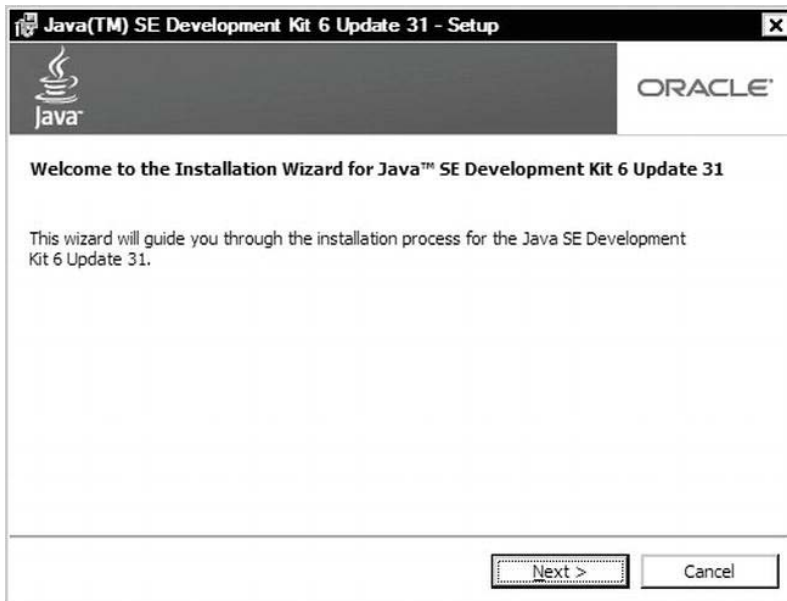 Java(TM) SE Development Kit 6 Update 31 - Setup
Java™
ORACLE®
Welcome to the Installation Wizard for Java™ SE Development Kit 6 Update 31
This wizard will guide you through the installation process for the Java SE Development
Kit 6 Update 31.
Next >
Cancel